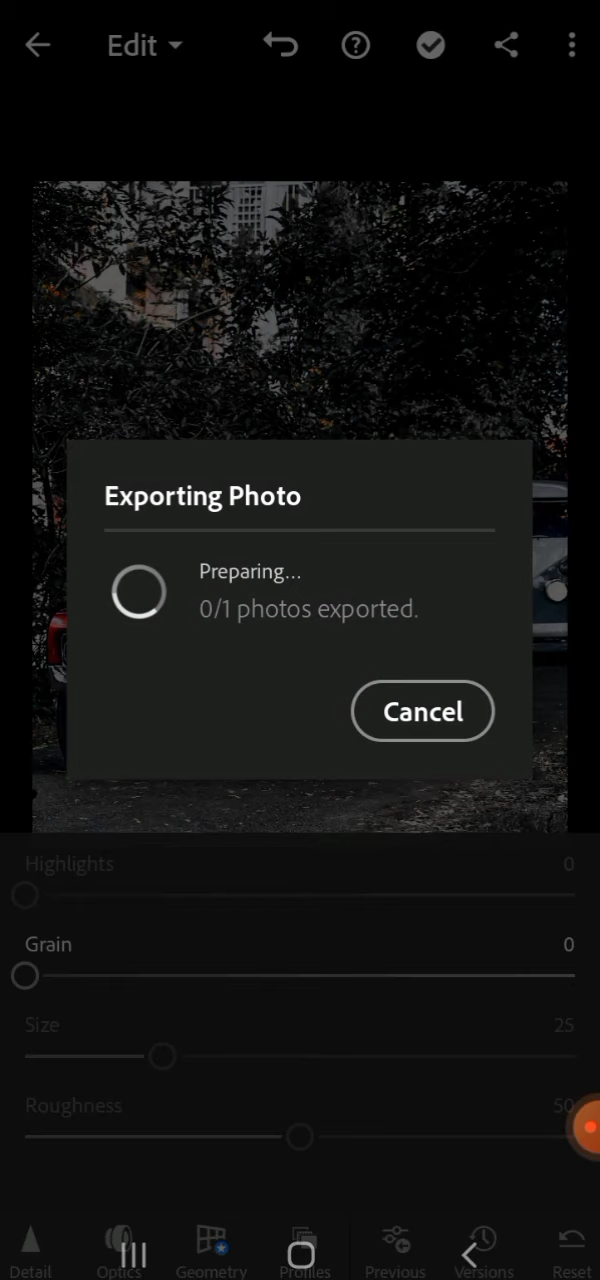 Edit
Exporting Photo
Preparing...
0/1 photos exported.
Cancel
Highlights 0
Grain 0
Size 25
Roughness 50
Detail Optics Geometry Profiles Previous Versions Reset